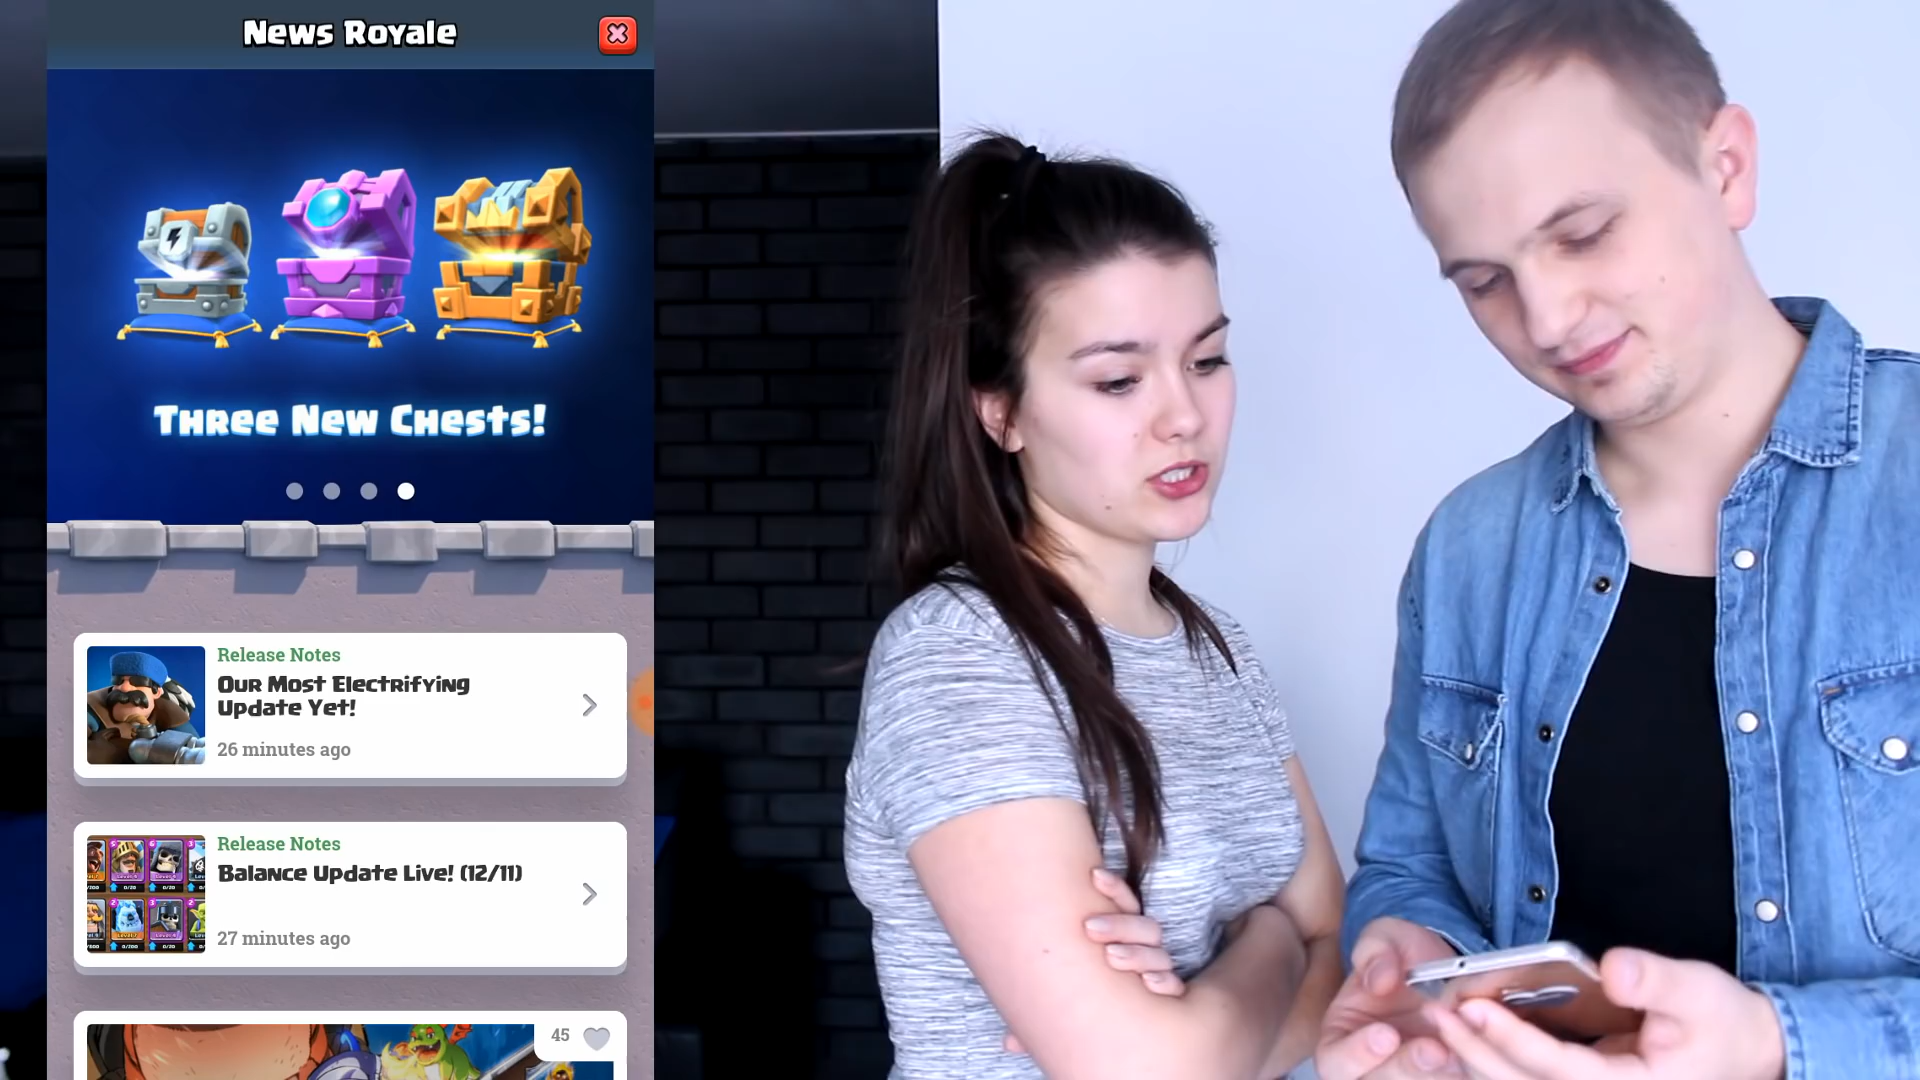 News Royale
Three New Chests!
Release Notes
Our Most Electrifying
Update Yet!
26 minutes ago
Release Notes
Balance Update Live! (12/11)
27 minutes ago
45